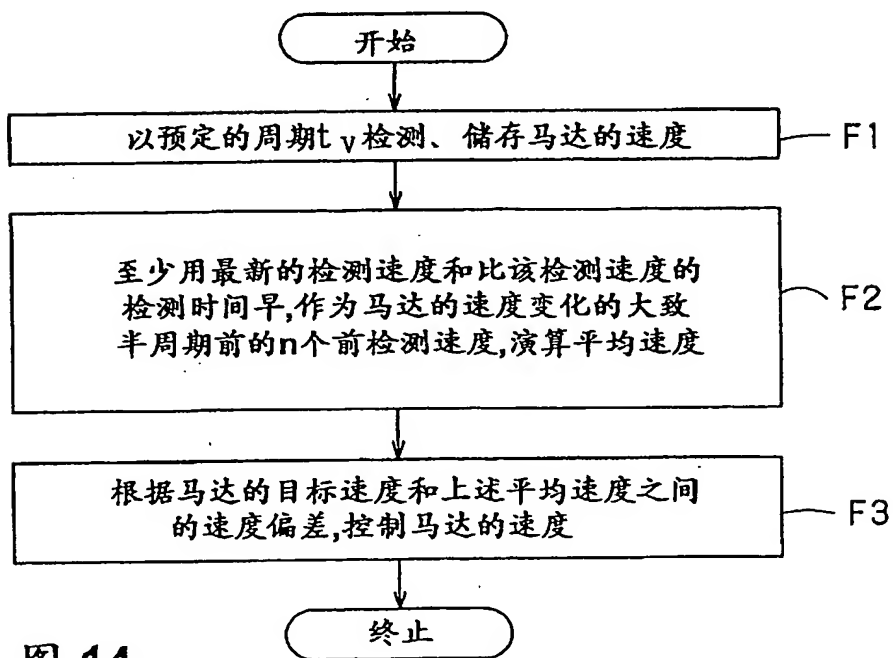 开始
以预定的周期tv检测、储存马达的速度
F1
至少用最新的检测速度和比该检测速度的
检测时间早,作为马达的速度变化的大致
半周期前的n个前检测速度,演算平均速度
F2
根据马达的目标速度和上述平均速度之间
的速度偏差,控制马达的速度
F3
终止
图 14